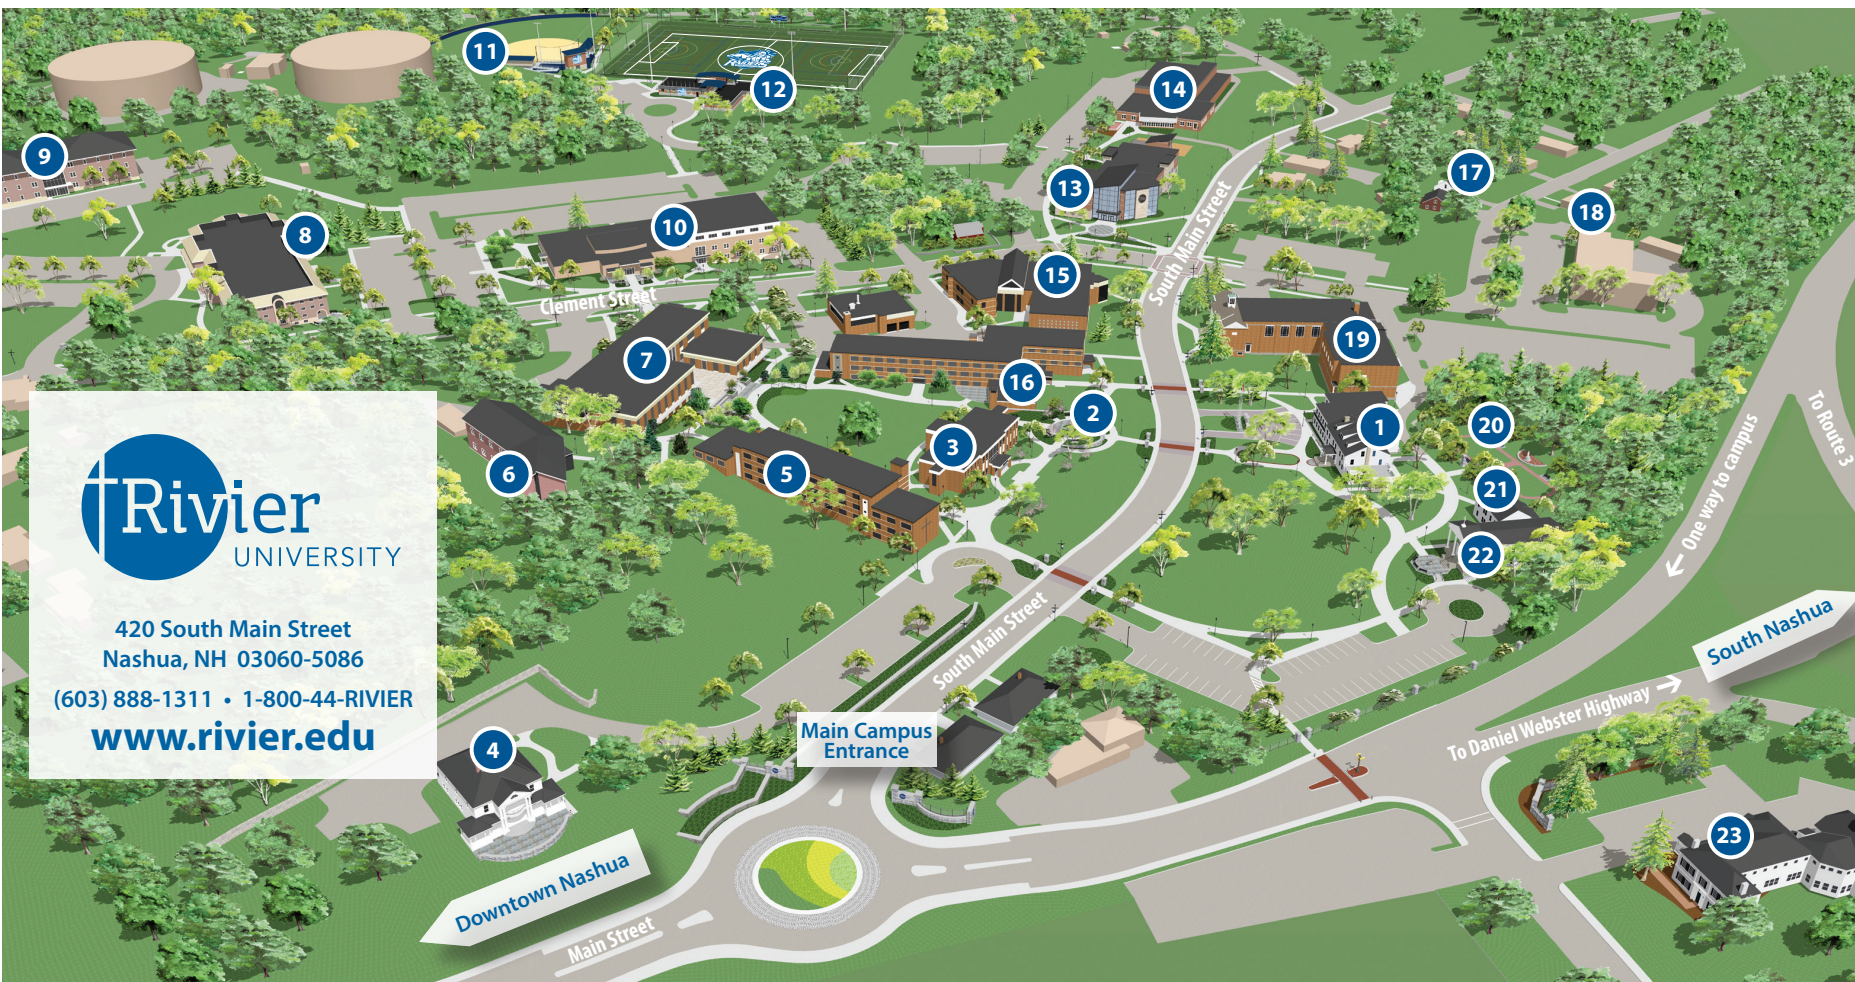 11
12
14
9
13
17
18
8
10
South Main Street
15
Clement Street
19
7
16
2
1
20
3
5
6
21
22
To Route 3
One way to campus
Rivier
UNIVERSITY
420 South Main Street
Nashua, NH 03060-5086
(603) 888-1311 • 1-800-44-RIVIER
www.rivier.edu
South Main Street
South Nashua
To Daniel Webster Highway
Main Campus
Entrance
4
23
Downtown Nashua
Main Street